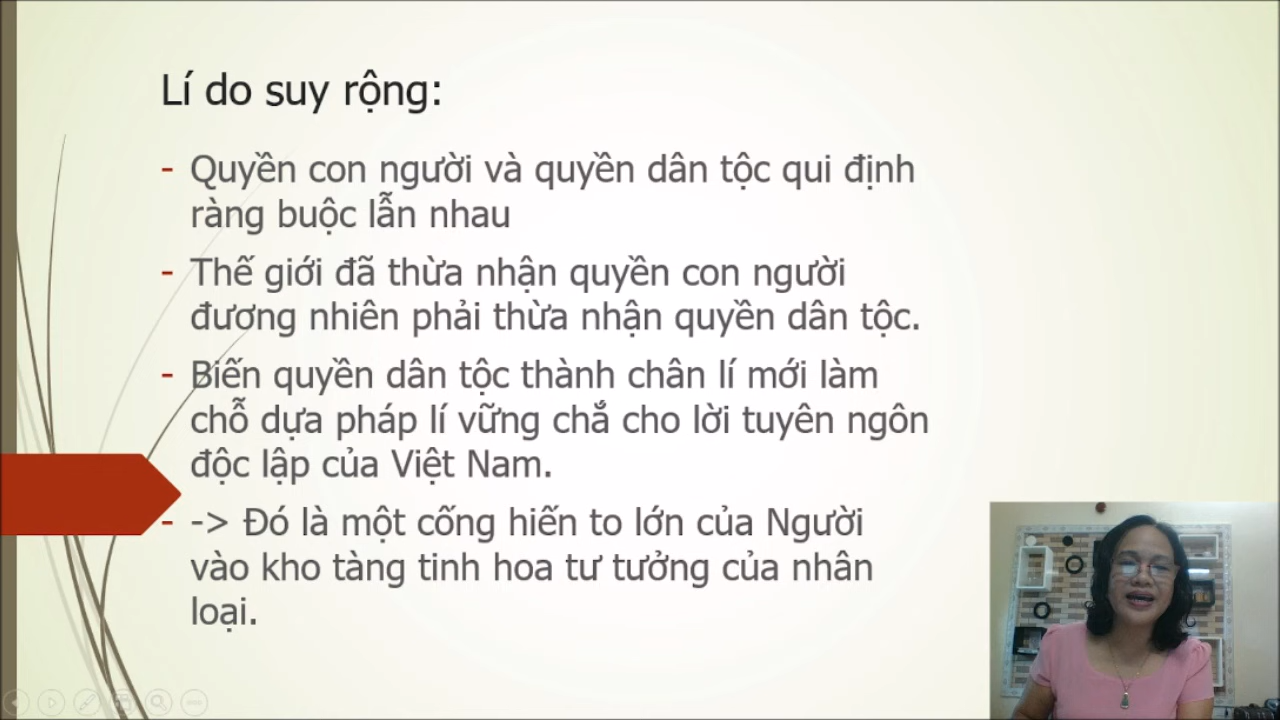 Lí do suy rộng:
- Quyền con người và quyền dân tộc qui định
ràng buộc lẫn nhau
- Thế giới đã thừa nhận quyền con người
đương nhiên phải thừa nhận quyền dân tộc.
- Biến quyền dân tộc thành chân lí mới làm
chỗ dựa pháp lí vững chắ cho lời tuyên ngôn
độc lập của Việt Nam.
- -> Đó là một cống hiến to lớn của Người
vào kho tàng tinh hoa tư tưởng của nhân
loại.